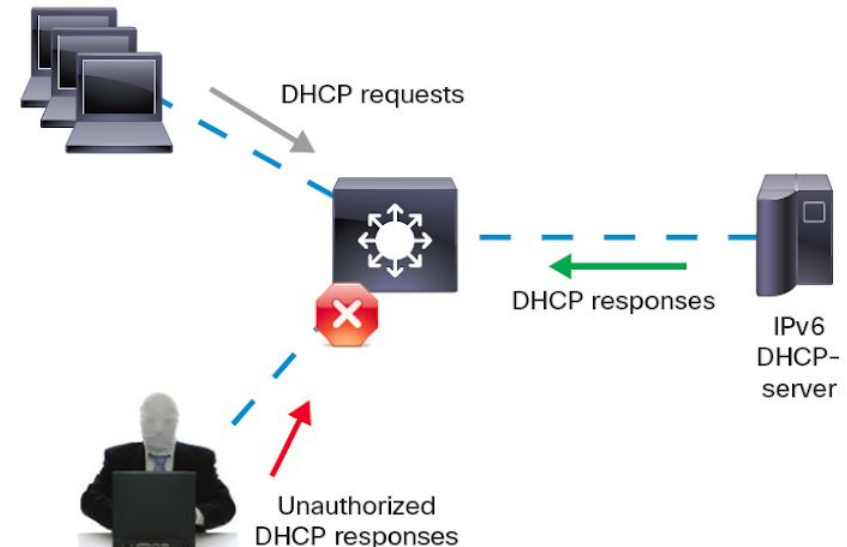 DHCP requests
DHCP responses
IPv6
DHCP-
server
Unauthorized
DHCP responses